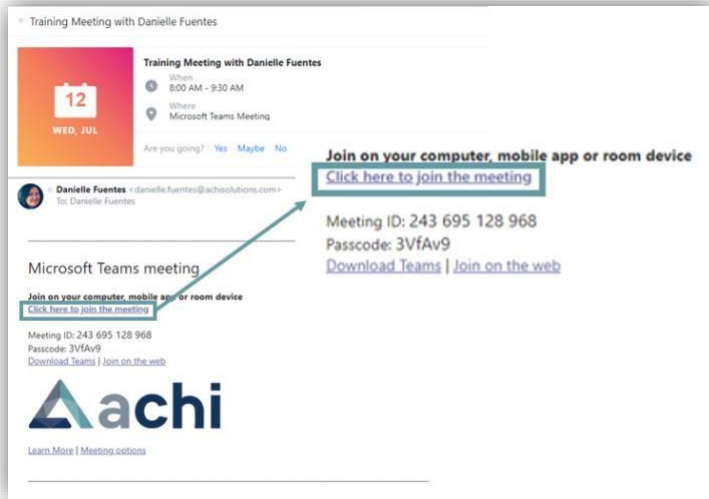 Training Meeting with Danielle Fuentes
12
WED, JUL
Training Meeting with Danielle Fuentes
When
8:00 AM - 9:30 AM
Where
Microsoft Teams Meeting
Are you going? Yes Maybe No
Danielle Fuentes <danielle.fuentes@achisolutions.com>
To: Danielle Fuentes
Microsoft Teams meeting
Join on your computer, mobile app or room device
Click here to join the meeting
Meeting ID: 243 695 128 968
Passcode: 3VfAv9
Download Teams | Join on the web
achi
Learn More | Meeting options
Join on your computer, mobile app or room device
Click here to join the meeting
Meeting ID: 243 695 128 968
Passcode: 3VfAv9
Download Teams | Join on the web